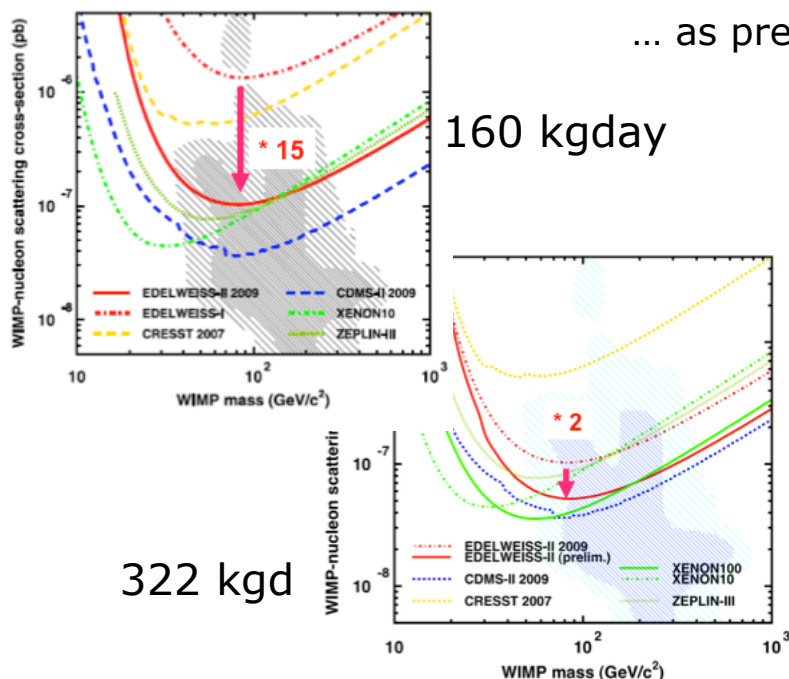 ... as pre
WIMP-nucleon scattering cross-section (pb)
10⁻⁶
10⁻⁷
10⁻⁸
* 15
160 kgday
EDELWEISS-II 2009
EDELWEISS-I
CRESST 2007
CDMS-II 2009
XENON10
ZEPLIN-III
10
10²
10³
WIMP mass (GeV/c²)
* 2
WIMP-nucleon
10⁻⁷
10⁻⁸
322 kgd
EDELWEISS-II 2009
EDELWEISS-II (prelim.)
CDMS-II 2009
CRESST 2007
XENON100
XENON10
ZEPLIN-III
10
10²
10³
WIMP mass (GeV/c²)